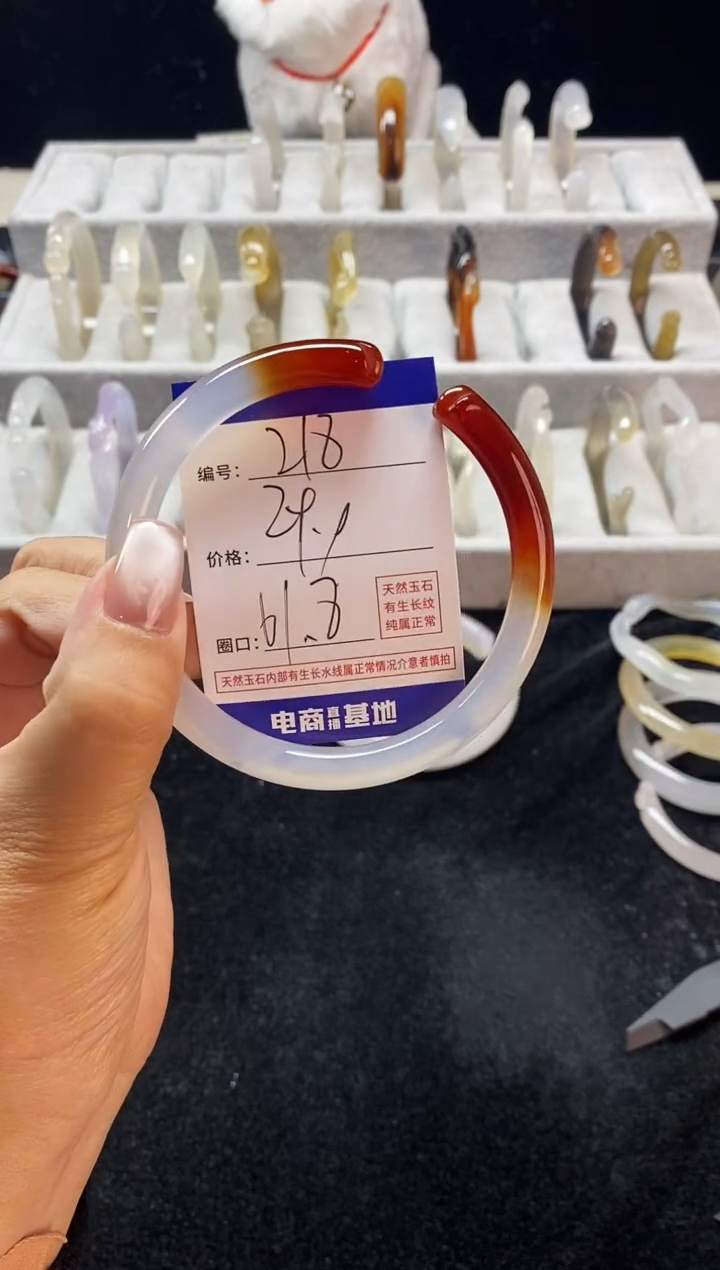 编号: 218
价格: 29.1
圈口: 61.8
天然玉石
有生长纹
纯属正常
天然玉石内部有生长水线属正常情况介意者慎拍
电商直播基地